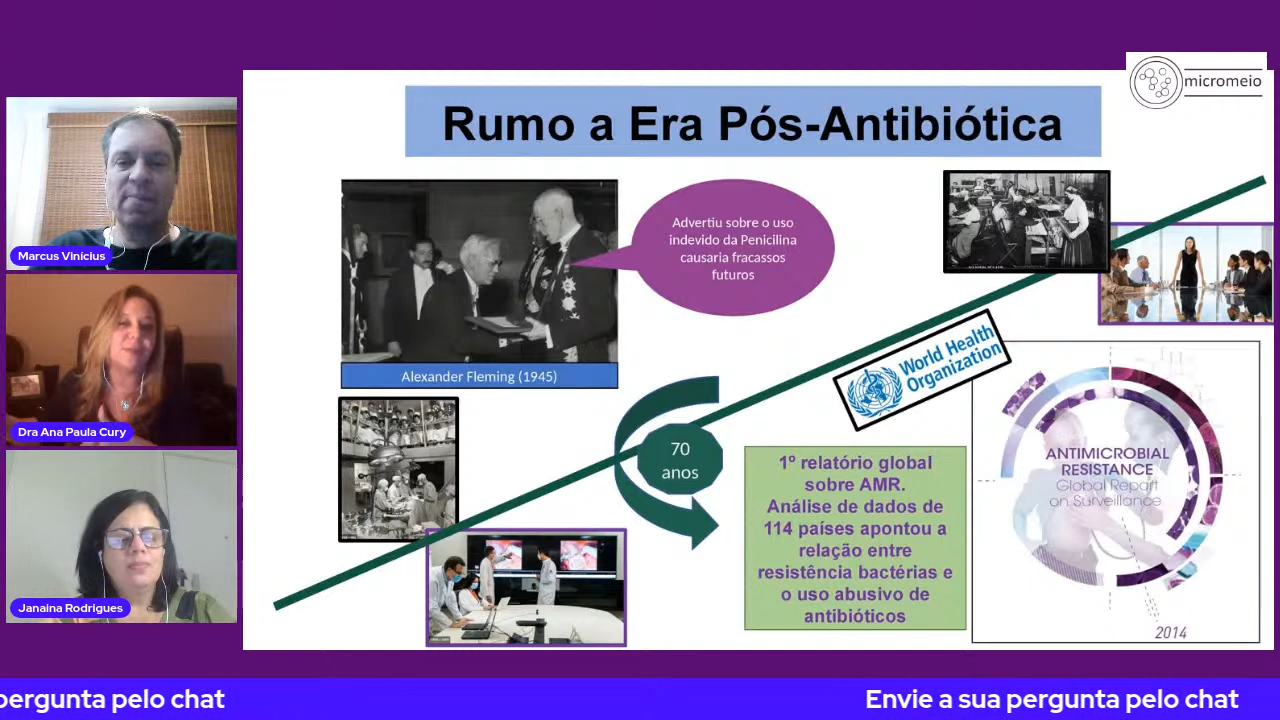 micromeio
Rumo a Era Pós-Antibiótica
Marcus Vinícius
Dra Ana Paula Cury
Janaina Rodrigues
Advertiu sobre o uso
indevido da Penicilina
causaria fracassos
futuros
Alexander Fleming (1945)
World Health
Organization
70
anos
1º relatório global
sobre AMR.
Análise de dados de
114 países apontou a
relação entre
resistência bactérias e
o uso abusivo de
antibióticos
ANTIMICROBIAL
RESISTANCE
Global Report
on Surveillance
2014
pergunta pelo chat
Envie a sua pergunta pelo chat